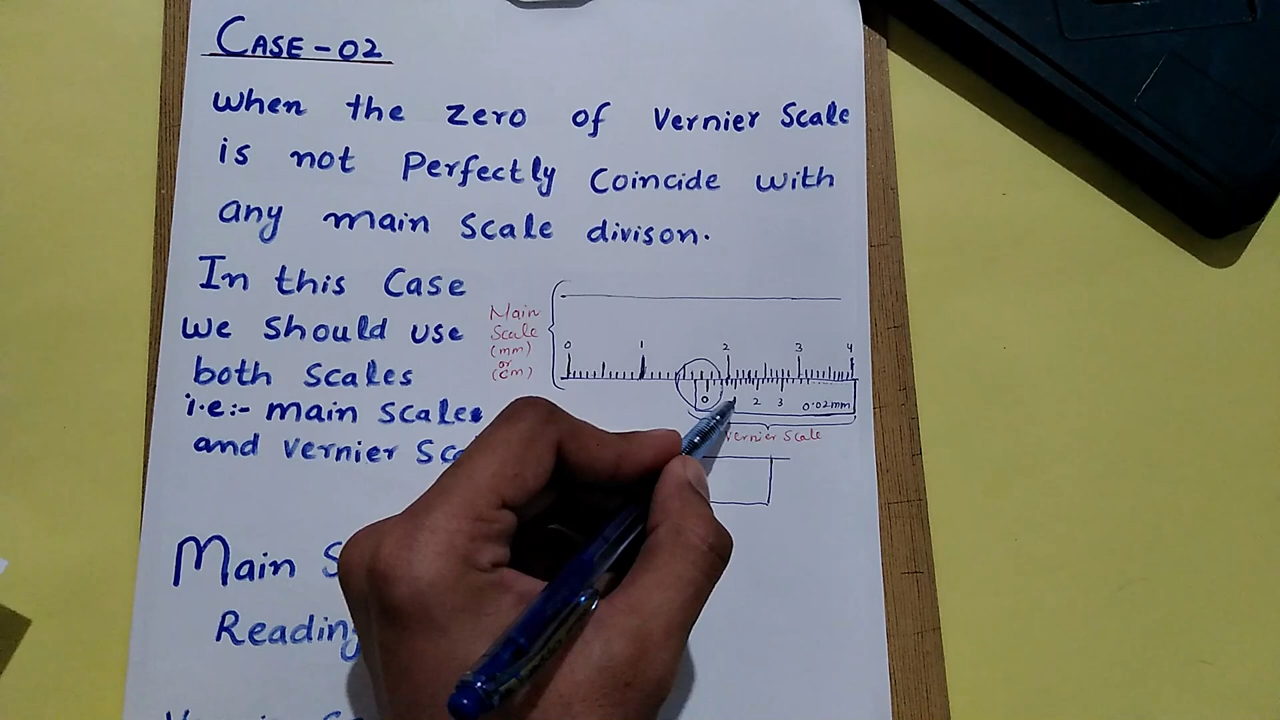 CASE-02
When the zero of Vernier Scale
is not Perfectly Coincide with
any main Scale divison.
In this Case
We Should use
both Scales
i.e:- main Scales
and Vernier Sca
Main
Scale
(mm)
or
(Cm)
0 1 2 3 4
0 1 2 3 0.02mm
Vernier Scale
Main S
Reading